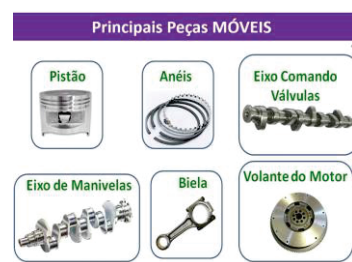 Principais Peças MÓVEIS
Pistão
Anéis
Eixo Comando
Válvulas
Eixo de Manivelas
Biela
Volante do Motor